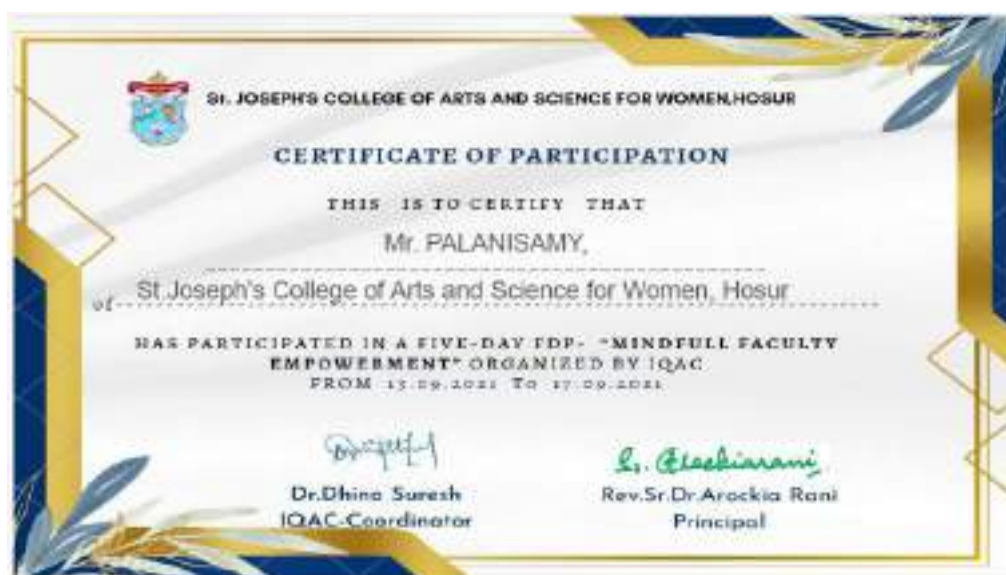 St. JOSEPH'S COLLEGE OF ARTS AND SCIENCE FOR WOMEN,HOSUR
CERTIFICATE OF PARTICIPATION
THIS IS TO CERTIFY THAT
Mr. PALANISAMY,
of St.Joseph's College of Arts and Science for Women, Hosur
HAS PARTICIPATED IN A FIVE-DAY FDP- "MINDFULL FACULTY
EMPOWERMENT" ORGANIZED BY IQAC
FROM 13.09.2021 To 17.09.2021
Dr.Dhina Suresh
Rev.Sr.Dr.Arockia Rani
IQAC-Coordinator
Principal